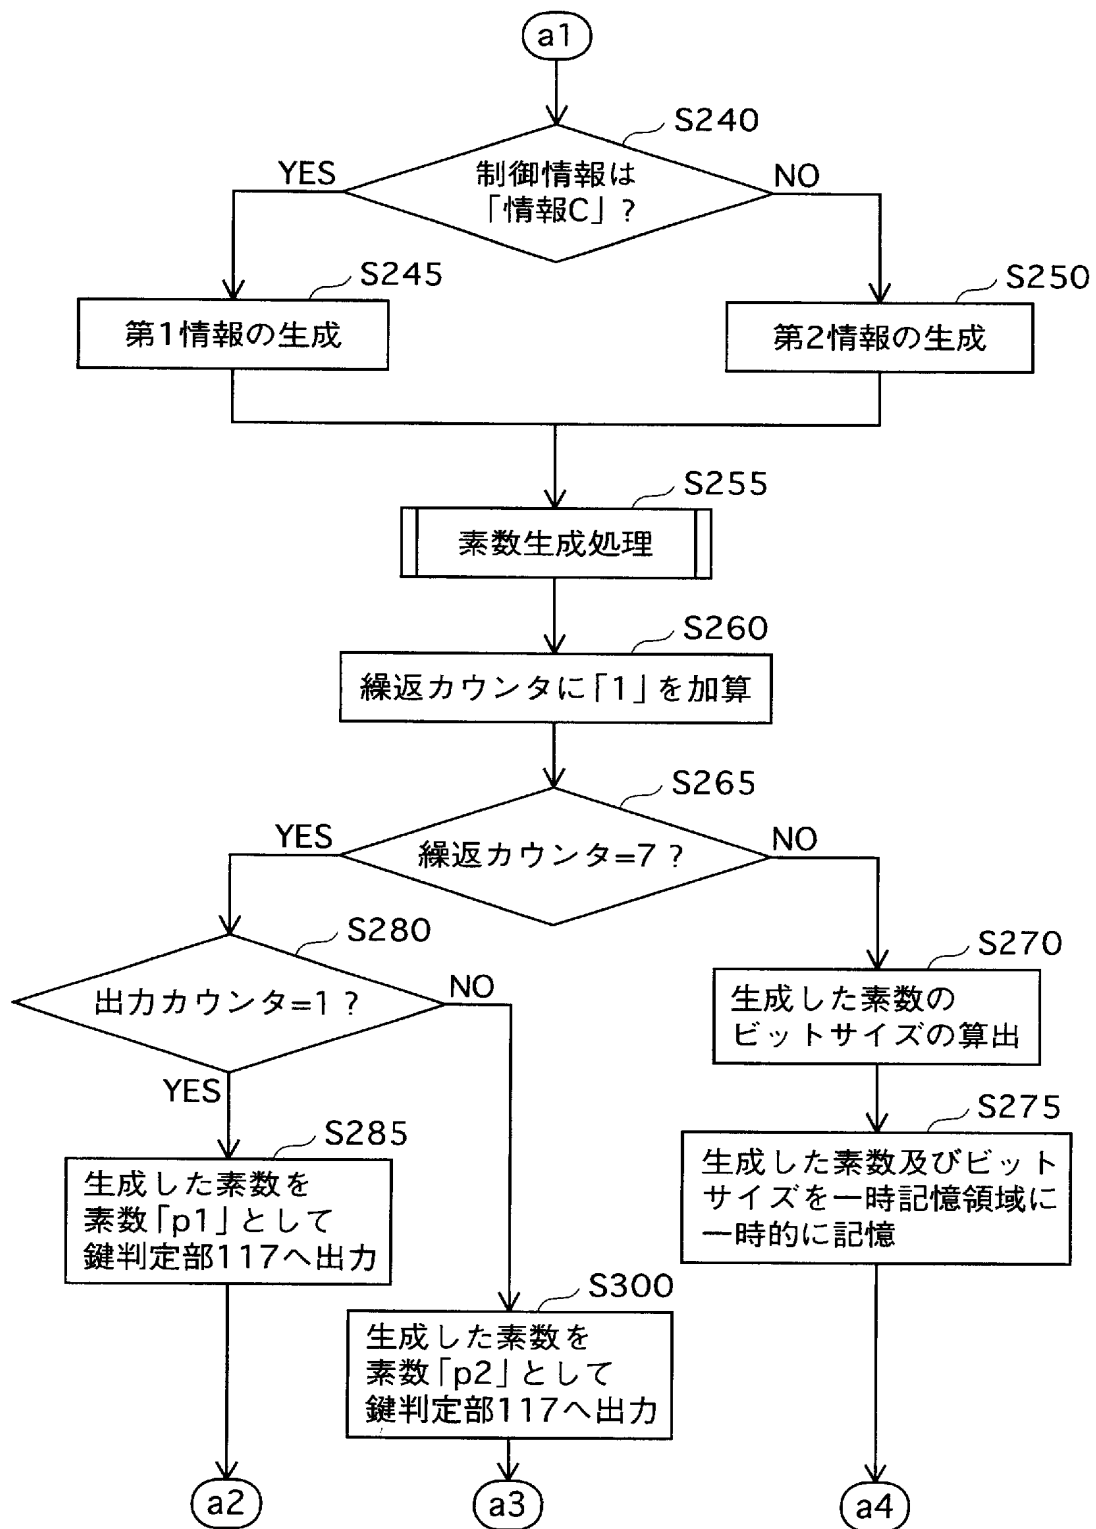 a1
S240
YES
制御情報は
「情報C」?
NO
S245
第1情報の生成
S250
第2情報の生成
S255
素数生成処理
S260
繰返カウンタに「1」を加算
S265
YES
繰返カウンタ=7?
NO
S280
出力カウンタ=1?
NO
YES
S270
生成した素数の
ビットサイズの算出
S285
生成した素数を
素数「p1」として
鍵判定部117へ出力
S275
生成した素数及びビット
サイズを一時記憶領域に
一時的に記憶
S300
生成した素数を
素数「p2」として
鍵判定部117へ出力
a2
a3
a4